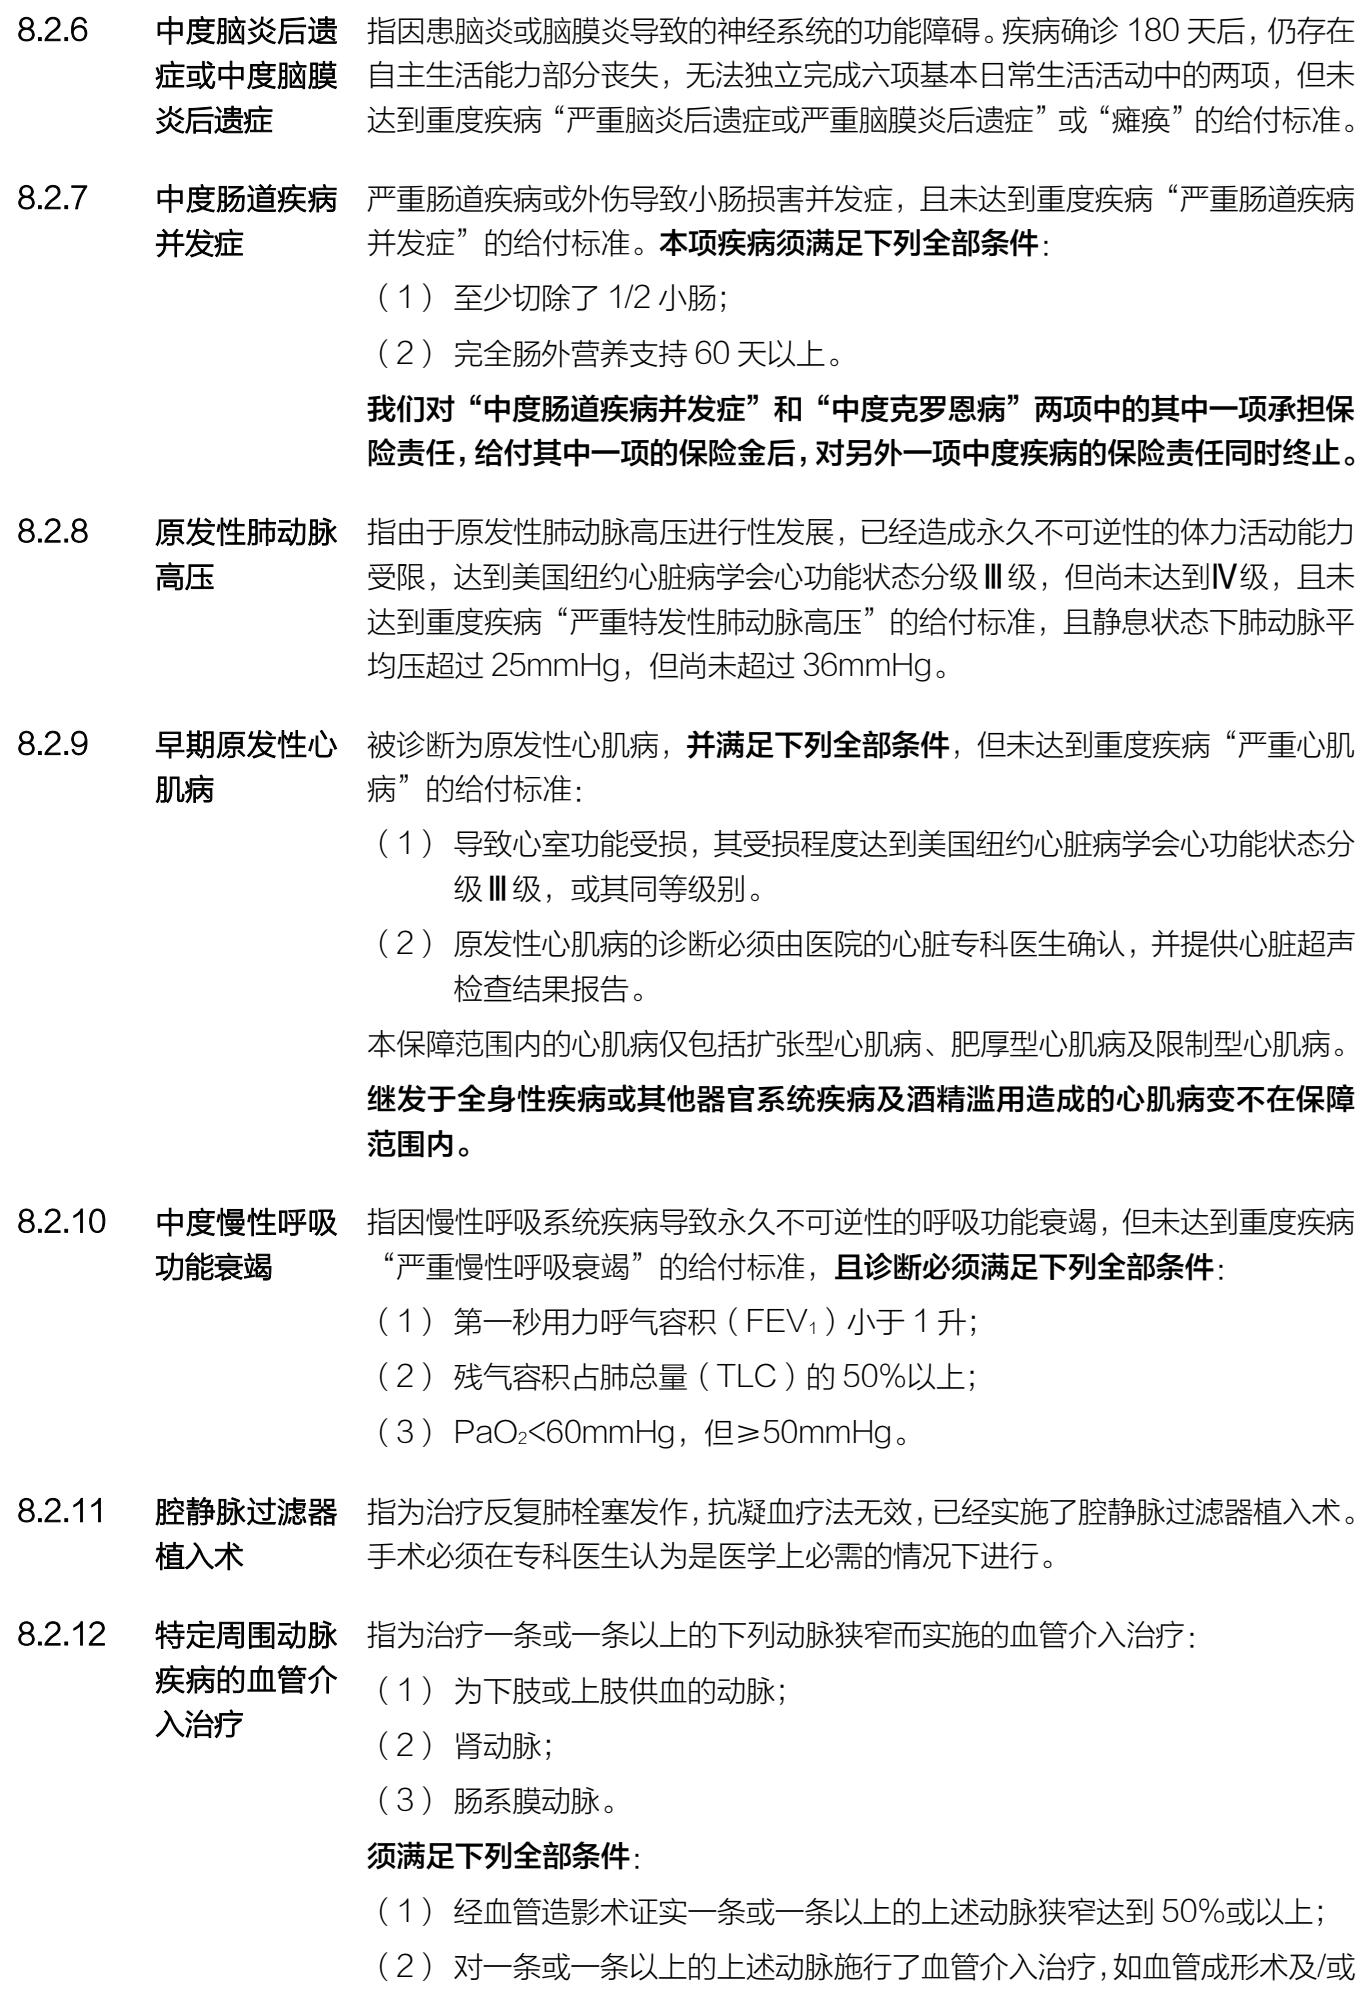 8.2.6 中度脑炎后遗 指因患脑炎或脑膜炎导致的神经系统的功能障碍。疾病确诊 180 天后，仍存在
症或中度脑膜 自主生活能力部分丧失，无法独立完成六项基本日常生活活动中的两项，但未
炎后遗症 达到重度疾病“严重脑炎后遗症或严重脑膜炎后遗症”或“瘫痪”的给付标准。
8.2.7 中度肠道疾病 严重肠道疾病或外伤导致小肠损害并发症，且未达到重度疾病“严重肠道疾病
并发症 并发症”的给付标准。本项疾病须满足下列全部条件：
（1） 至少切除了 1/2 小肠；
（2） 完全肠外营养支持 60 天以上。
我们对“中度肠道疾病并发症”和“中度克罗恩病”两项中的其中一项承担保
险责任，给付其中一项的保险金后，对另外一项中度疾病的保险责任同时终止。
8.2.8 原发性肺动脉 指由于原发性肺动脉高压进行性发展，已经造成永久不可逆性的体力活动能力
高压 受限，达到美国纽约心脏病学会心功能状态分级Ⅲ级，但尚未达到Ⅳ级，且未
达到重度疾病“严重特发性肺动脉高压”的给付标准，且静息状态下肺动脉平
均压超过 25mmHg，但尚未超过 36mmHg。
8.2.9 早期原发性心 被诊断为原发性心肌病，并满足下列全部条件，但未达到重度疾病“严重心肌
肌病 病”的给付标准：
（1） 导致心室功能受损，其受损程度达到美国纽约心脏病学会心功能状态分
级Ⅲ级，或其同等级别。
（2） 原发性心肌病的诊断必须由医院的心脏专科医生确认，并提供心脏超声
检查结果报告。
本保障范围内的心肌病仅包括扩张型心肌病、肥厚型心肌病及限制型心肌病。
继发于全身性疾病或其他器官系统疾病及酒精滥用造成的心肌病变不在保障
范围内。
8.2.10 中度慢性呼吸 指因慢性呼吸系统疾病导致永久不可逆性的呼吸功能衰竭，但未达到重度疾病
功能衰竭 “严重慢性呼吸衰竭”的给付标准，且诊断必须满足下列全部条件：
（1） 第一秒用力呼气容积（FEV₁）小于 1 升；
（2） 残气容积占肺总量（TLC）的 50%以上；
（3） PaO₂<60mmHg，但≥50mmHg。
8.2.11 腔静脉过滤器 指为治疗反复肺栓塞发作，抗凝血疗法无效，已经实施了腔静脉过滤器植入术。
植入术 手术必须在专科医生认为是医学上必需的情况下进行。
8.2.12 特定周围动脉 指为治疗一条或一条以上的下列动脉狭窄而实施的血管介入治疗：
疾病的血管介 （1） 为下肢或上肢供血的动脉；
入治疗 （2） 肾动脉；
（3） 肠系膜动脉。
须满足下列全部条件：
（1） 经血管造影术证实一条或一条以上的上述动脉狭窄达到 50%或以上；
（2） 对一条或一条以上的上述动脉施行了血管介入治疗，如血管成形术及/或